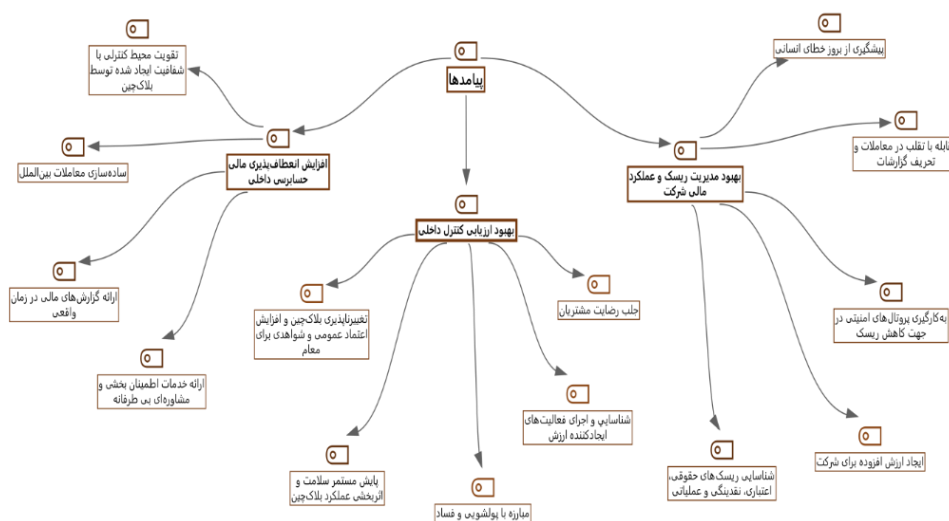 پیامدها
بهبود مدیریت ریسک و عملکرد
مالی شرکت
پیشگیری از بروز خطای انسانی
قابله با تقلب در معاملات و
تحریف گزارشات
به‌کارگیری پروتال‌های امنیتی در
جهت کاهش ریسک
ایجاد ارزش افزوده برای شرکت
شناسایی ریسک‌های حقوقی،
اعتباری، نقدینگی و عملیاتی
بهبود ارزیابی کنترل داخلی
جلب رضایت مشتریان
شناسایی و اجرای فعالیت‌های
ایجادکننده ارزش
مبارزه با پولشویی و فساد
پایش مستمر سلامت و
اثربخشی عملکرد بلاک‌چین
تغییرناپذیری بلاک‌چین و افزایش
اعتماد عمومی و شواهدی برای
معام
افزایش انعطاف‌پذیری مالی
حسابرسی داخلی
تقویت محیط کنترلی با
شفافیت ایجاد شده توسط
بلاک‌چین
ساده‌سازی معاملات بین‌الملل
ارائه گزارش‌های مالی در زمان
واقعی
ارائه خدمات اطمینان بخشی و
مشاوره‌ای بی طرفانه